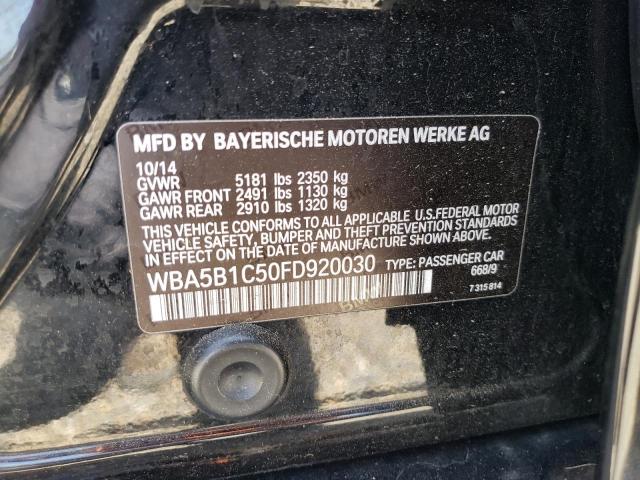 MFD BY BAYERISCHE MOTOREN WERKE AG
10/14
GVWR 5181 lbs 2350 kg
GAWR FRONT 2491 lbs 1130 kg
GAWR REAR 2910 lbs 1320 kg
THIS VEHICLE CONFORMS TO ALL APPLICABLE U.S.FEDERAL MOTOR
VEHICLE SAFETY, BUMPER, AND THEFT PREVENTION STANDARDS
IN EFFECT ON THE DATE OF MANUFACTURE SHOWN ABOVE.
WBA5B1C50FD920030 TYPE: PASSENGER CAR
668/9
7 315 814